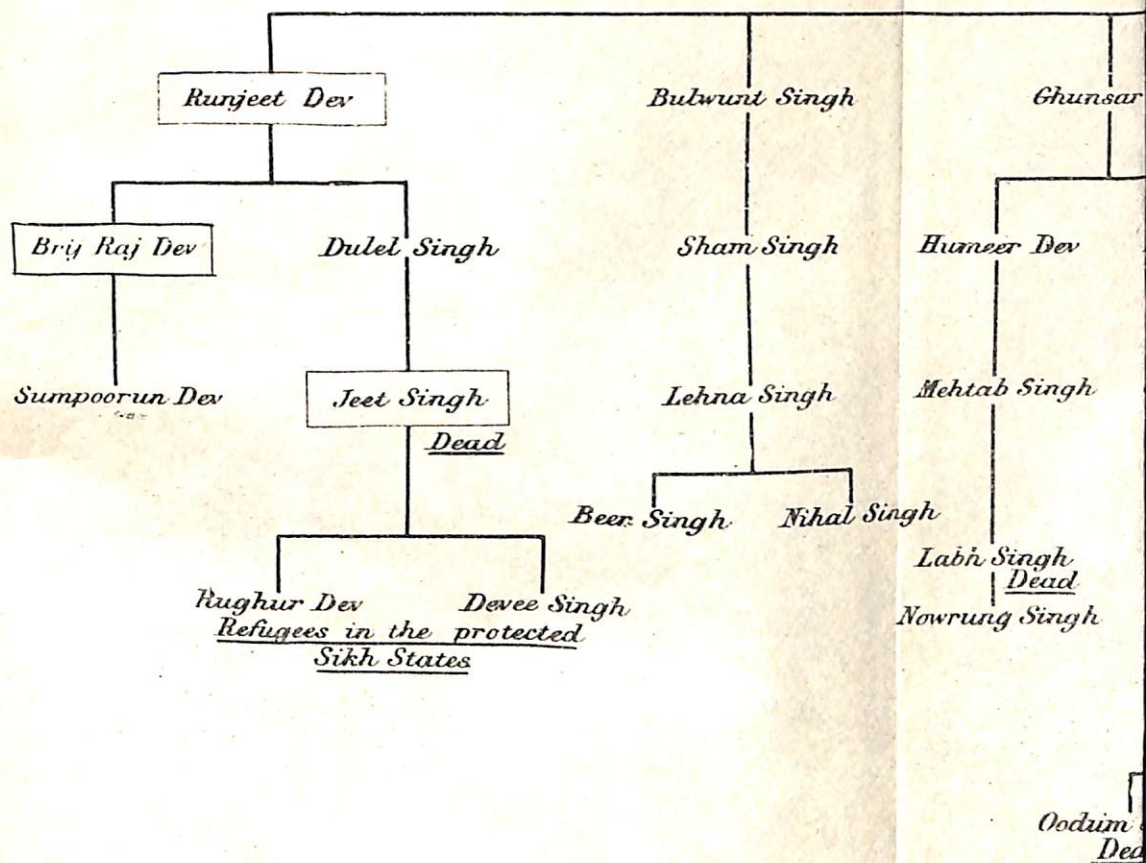 Runjeet Dev
Bulwunt Singh
Ghunsar
Brij Raj Dev
Dulel Singh
Sham Singh
Humeer Dev
Sumpoorun Dev
Jeet Singh
Dead
Lehna Singh
Mehtab Singh
Beer Singh
Nihal Singh
Labh Singh
Dead
Nowrung Singh
Rughur Dev
Devee Singh
Refugees in the protected
Sikh States
Oodum
Dea